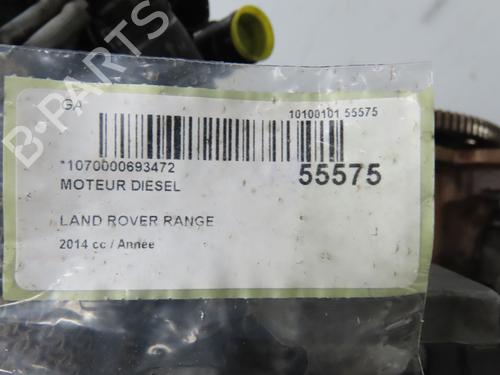 GA
10100101 55575
*1070000693472
55575
MOTEUR DIESEL
LAND ROVER RANGE
2014 cc / Année
B-PARTS